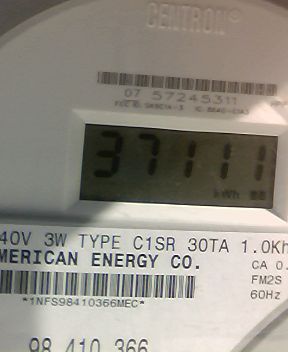 CENTRON®
07 57245311
37111
kWh
40V 3W TYPE C1SR 30TA 1.0Kh
MERICAN ENERGY CO.
CA 0.
*1NFS98410366MEC*
FM2S
60Hz
98 410 366